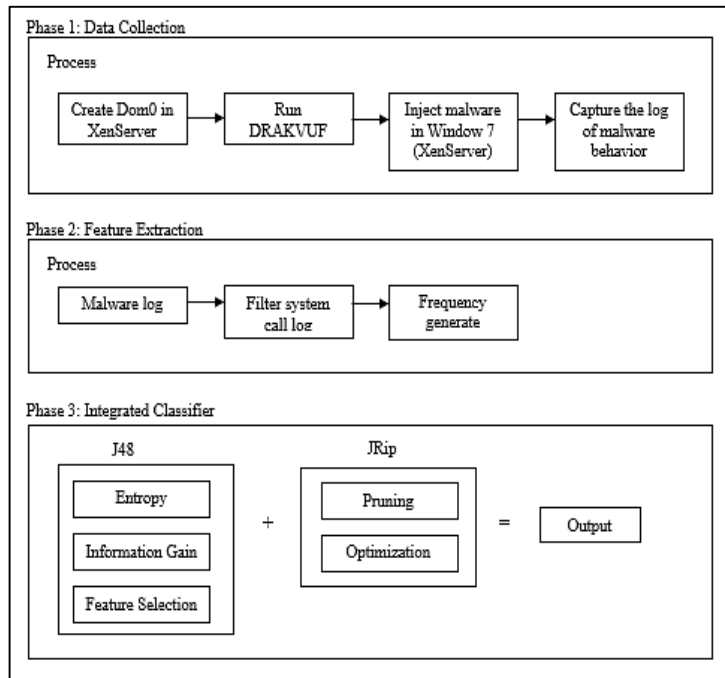 Phase 1: Data Collection
Process
Create Dom0 in
XenServer
Run
DRAKVUF
Inject malware
in Window 7
(XenServer)
Capture the log
of malware
behavior
Phase 2: Feature Extraction
Process
Malware log
Filter system
call log
Frequency
generate
Phase 3: Integrated Classifier
J48
Entropy
Information Gain
Feature Selection
+
JRip
Pruning
Optimization
=
Output